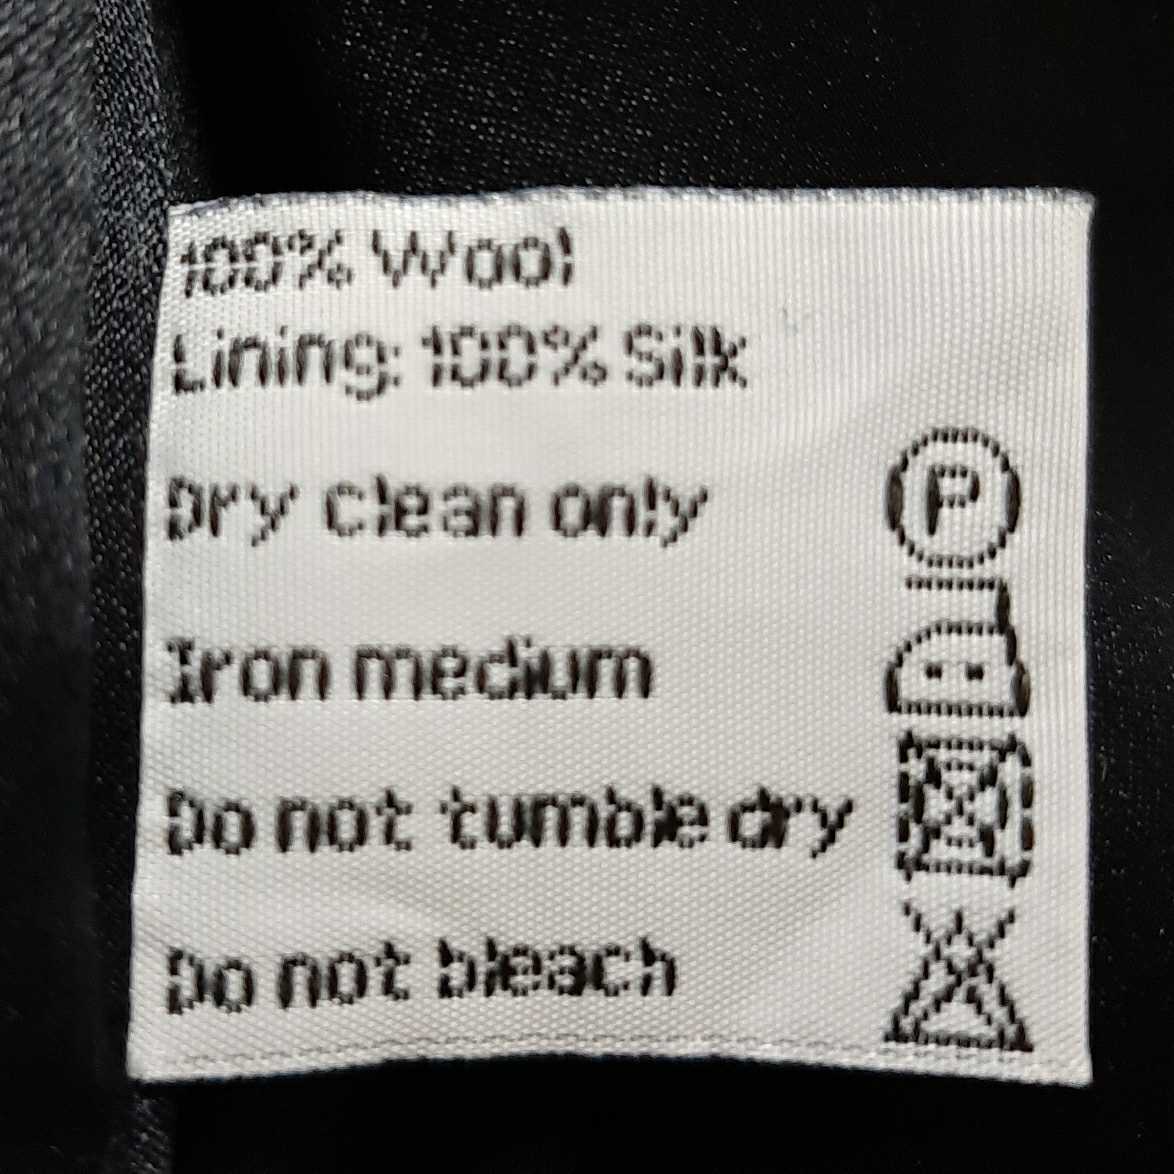 100% Wool
Lining: 100% Silk
Dry clean only
P
Iron medium
Do not tumble dry
Do not bleach